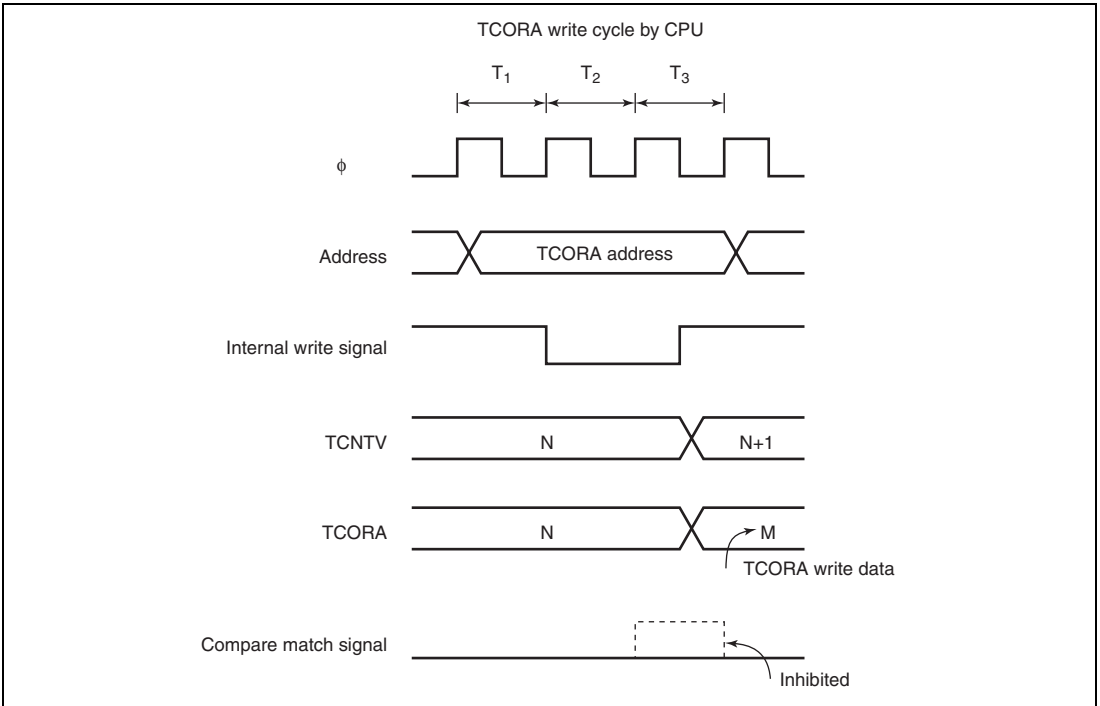 TCORA write cycle by CPU
T1 T2 T3
φ
Address TCORA address
Internal write signal
TCNTV N N+1
TCORA N M
TCORA write data
Compare match signal
Inhibited